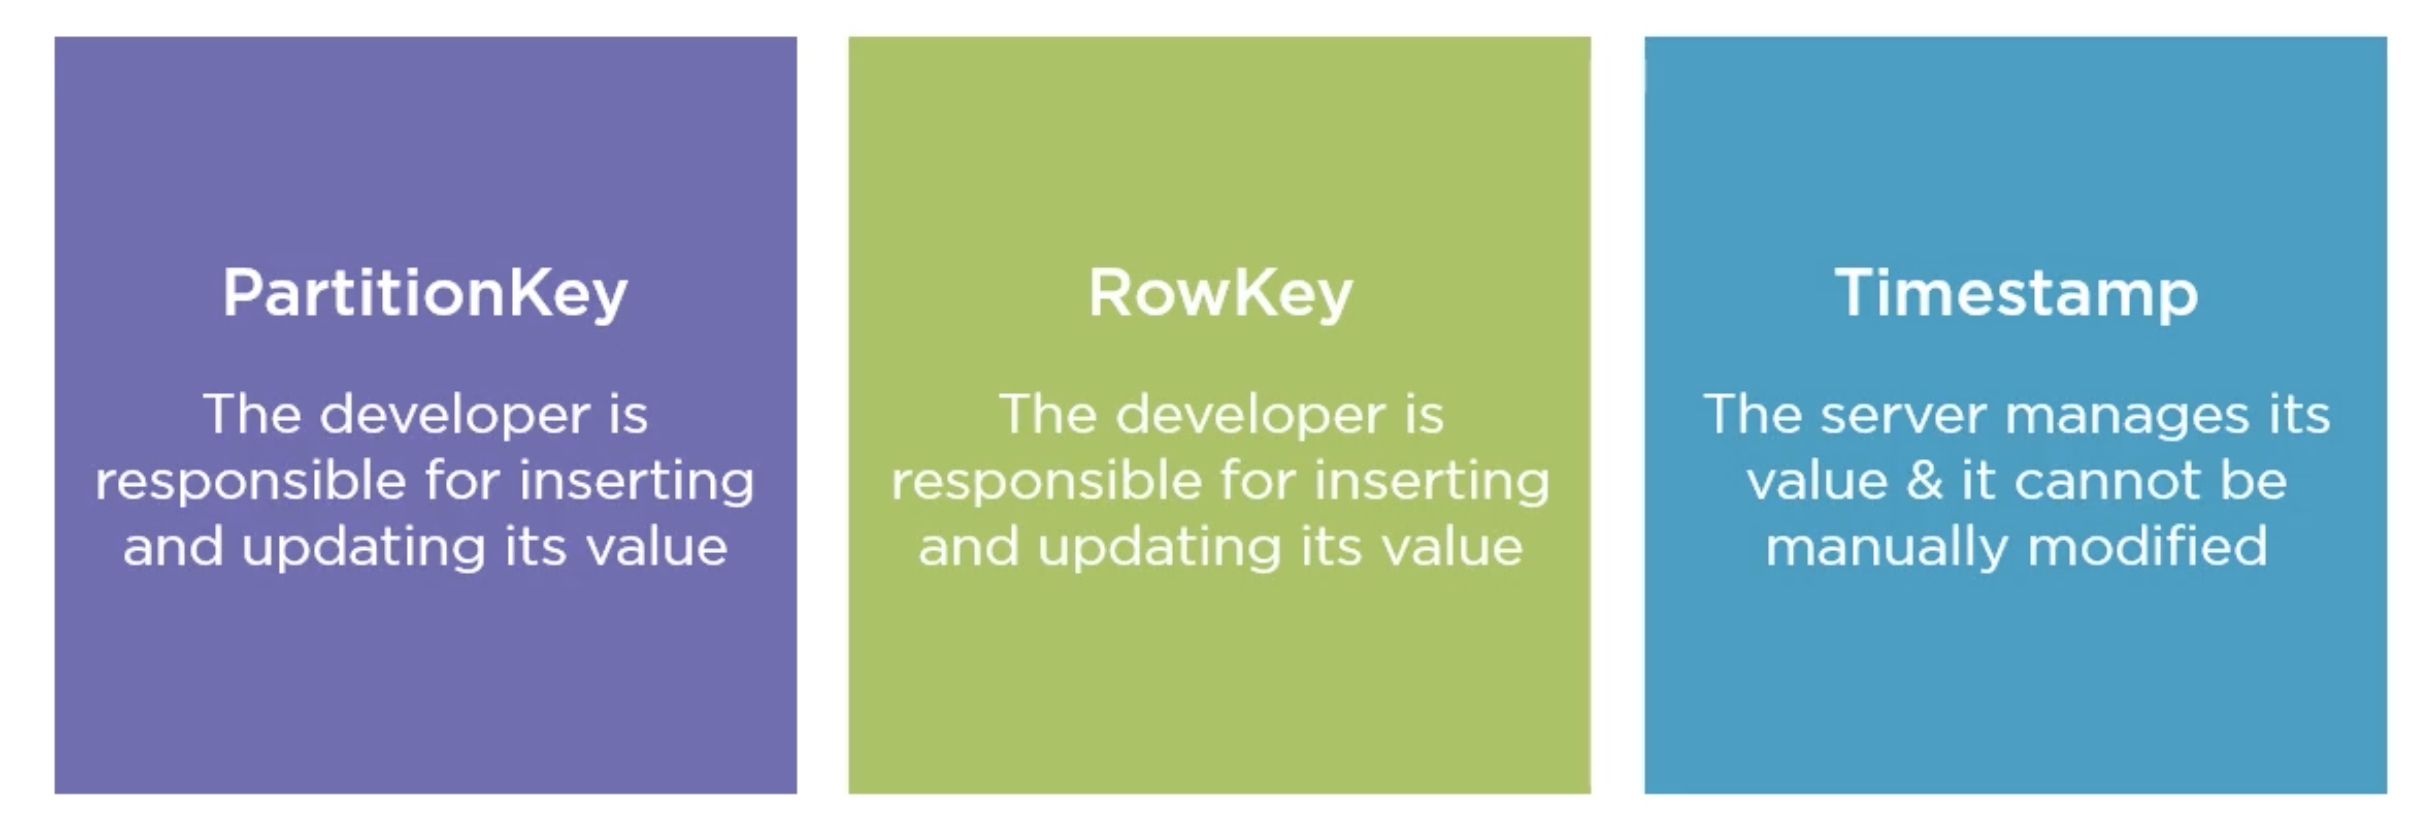 PartitionKey
The developer is
responsible for inserting
and updating its value
RowKey
The developer is
responsible for inserting
and updating its value
Timestamp
The server manages its
value & it cannot be
manually modified